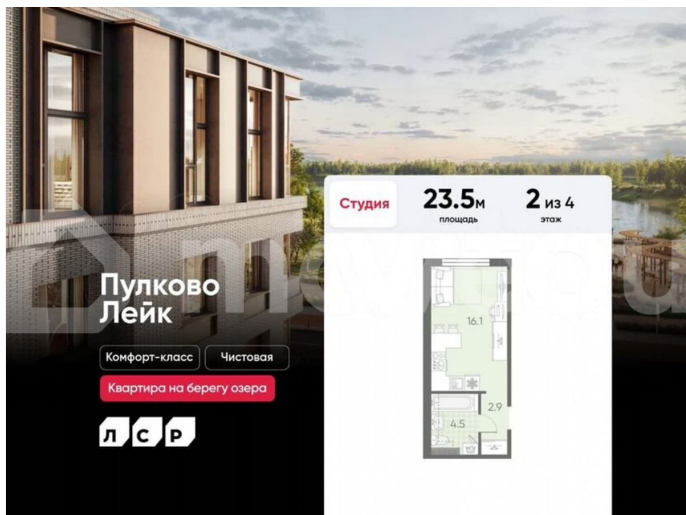 Студия
23.5м
площадь
2 из 4
этаж
Пулково
Лейк
Комфорт-класс
Чистовая
Квартира на берегу озера
ЛСР
16.1
2.9
4.5